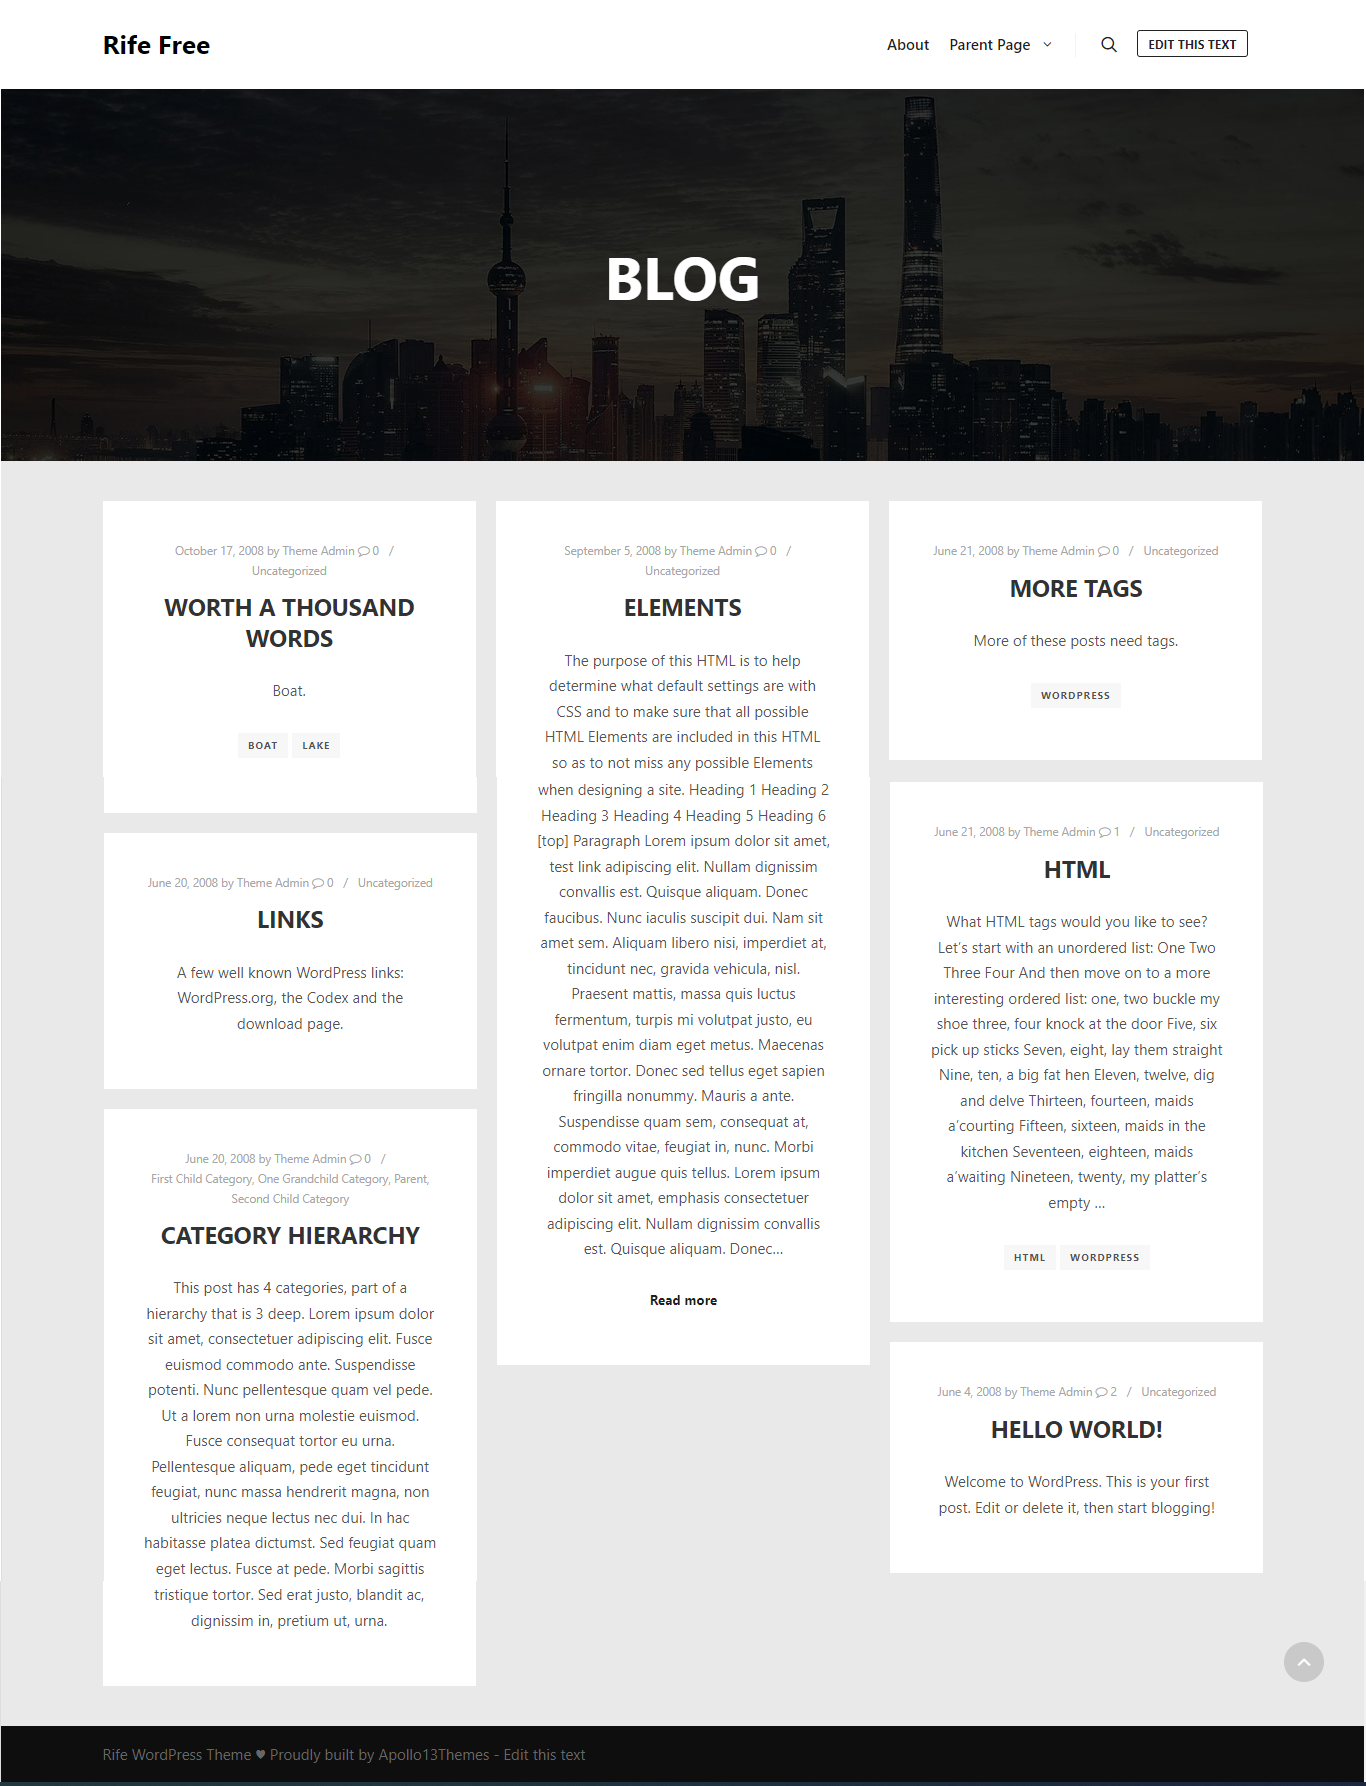 Rife Free
About Parent Page EDIT THIS TEXT
BLOG
October 17, 2008 by Theme Admin 0 /
Uncategorized
WORTH A THOUSAND
WORDS
Boat.
BOAT LAKE
June 20, 2008 by Theme Admin 0 / Uncategorized
LINKS
A few well known WordPress links:
WordPress.org, the Codex and the
download page.
June 20, 2008 by Theme Admin 0 /
First Child Category, One Grandchild Category, Parent,
Second Child Category
CATEGORY HIERARCHY
This post has 4 categories, part of a
hierarchy that is 3 deep. Lorem ipsum dolor
sit amet, consectetuer adipiscing elit. Fusce
euismod commodo ante. Suspendisse
potenti. Nunc pellentesque quam vel pede.
Ut a lorem non urna molestie euismod.
Fusce consequat tortor eu urna.
Pellentesque aliquam, pede eget tincidunt
feugiat, nunc massa hendrerit magna, non
ultricies neque lectus nec dui. In hac
habitasse platea dictumst. Sed feugiat quam
eget lectus. Fusce at pede. Morbi sagittis
tristique tortor. Sed erat justo, blandit ac,
dignissim in, pretium ut, urna.
September 5, 2008 by Theme Admin 0 /
Uncategorized
ELEMENTS
The purpose of this HTML is to help
determine what default settings are with
CSS and to make sure that all possible
HTML Elements are included in this HTML
so as to not miss any possible Elements
when designing a site. Heading 1 Heading 2
Heading 3 Heading 4 Heading 5 Heading 6
[top] Paragraph Lorem ipsum dolor sit amet,
test link adipiscing elit. Nullam dignissim
convallis est. Quisque aliquam. Donec
faucibus. Nunc iaculis suscipit dui. Nam sit
amet sem. Aliquam libero nisi, imperdiet at,
tincidunt nec, gravida vehicula, nisl.
Praesent mattis, massa quis luctus
fermentum, turpis mi volutpat justo, eu
volutpat enim diam eget metus. Maecenas
ornare tortor. Donec sed tellus eget sapien
fringilla nonummy. Mauris a ante.
Suspendisse quam sem, consequat at,
commodo vitae, feugiat in, nunc. Morbi
imperdiet augue quis tellus. Lorem ipsum
dolor sit amet, emphasis consectetuer
adipiscing elit. Nullam dignissim convallis
est. Quisque aliquam. Donec...
Read more
June 21, 2008 by Theme Admin 0 / Uncategorized
MORE TAGS
More of these posts need tags.
WORDPRESS
June 21, 2008 by Theme Admin 1 / Uncategorized
HTML
What HTML tags would you like to see?
Let’s start with an unordered list: One Two
Three Four And then move on to a more
interesting ordered list: one, two buckle my
shoe three, four knock at the door Five, six
pick up sticks Seven, eight, lay them straight
Nine, ten, a big fat hen Eleven, twelve, dig
and delve Thirteen, fourteen, maids
a’courting Fifteen, sixteen, maids in the
kitchen Seventeen, eighteen, maids
a’waiting Nineteen, twenty, my platter’s
empty …
HTML WORDPRESS
June 4, 2008 by Theme Admin 2 / Uncategorized
HELLO WORLD!
Welcome to WordPress. This is your first
post. Edit or delete it, then start blogging!
Rife WordPress Theme ♥ Proudly built by Apollo13Themes - Edit this text